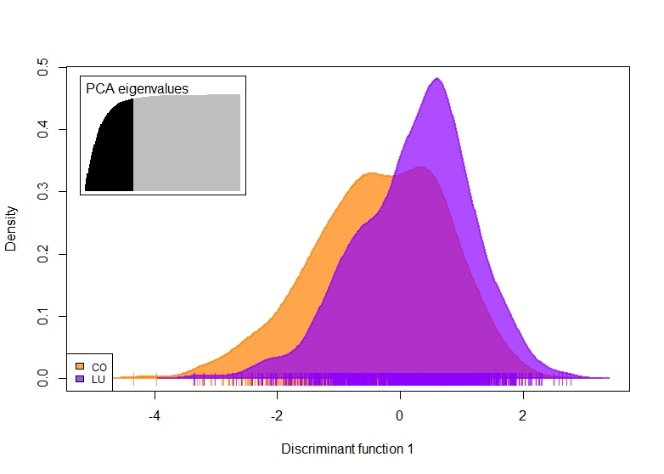 PCA eigenvalues
0.5
0.4
0.3
0.2
0.1
0.0
Density
CO
LU
-4 -2 0 2
Discriminant function 1